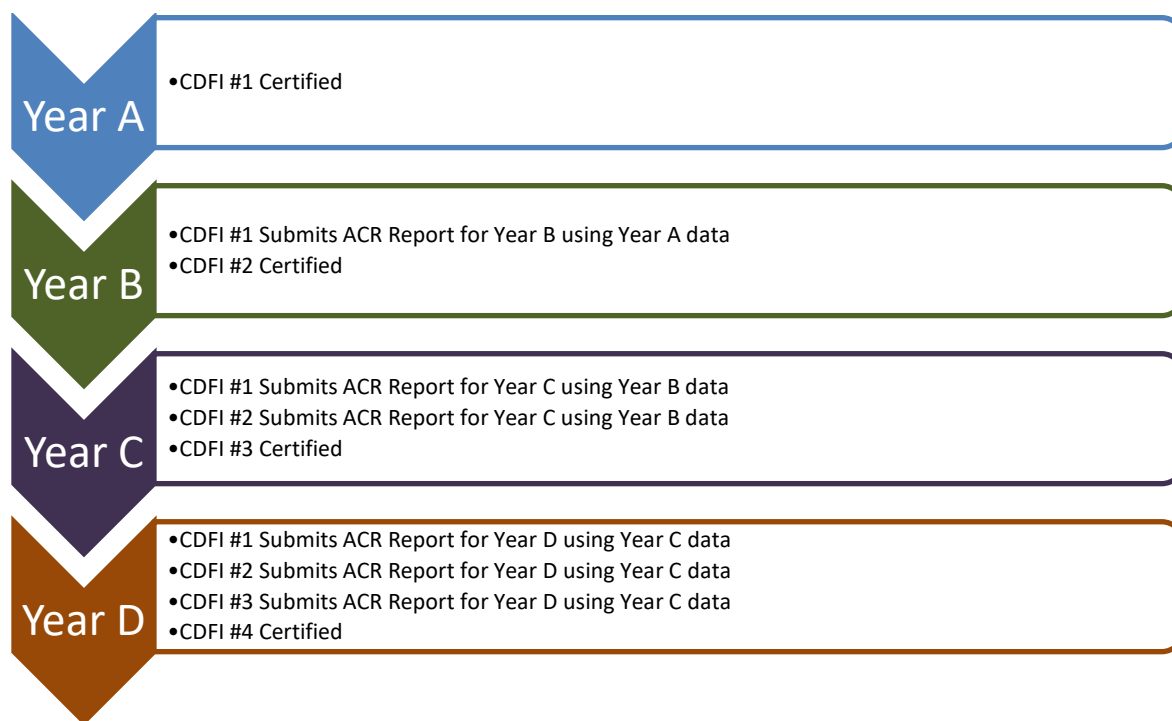 Year A
•CDFI #1 Certified
Year B
•CDFI #1 Submits ACR Report for Year B using Year A data
•CDFI #2 Certified
Year C
•CDFI #1 Submits ACR Report for Year C using Year B data
•CDFI #2 Submits ACR Report for Year C using Year B data
•CDFI #3 Certified
Year D
•CDFI #1 Submits ACR Report for Year D using Year C data
•CDFI #2 Submits ACR Report for Year D using Year C data
•CDFI #3 Submits ACR Report for Year D using Year C data
•CDFI #4 Certified